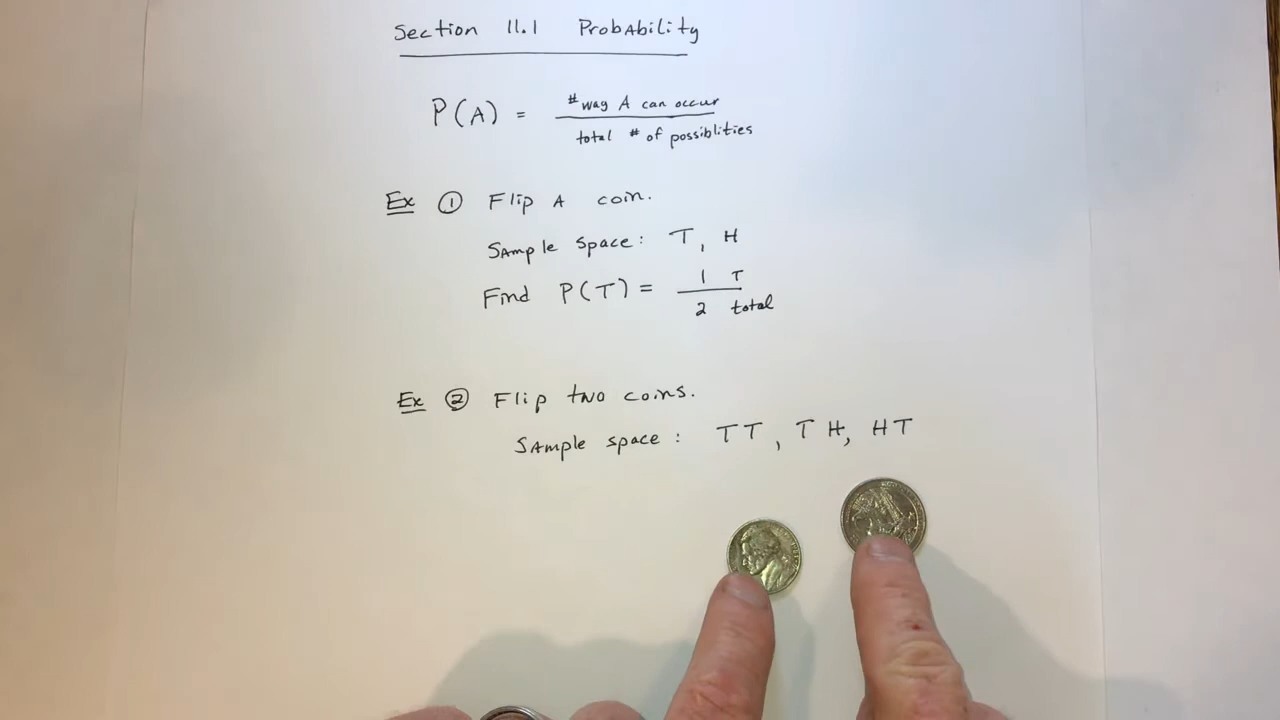 Section 11.1 Probability
P(A) = # way A can occur / total # of possiblities
Ex ① Flip A coin.
Sample space: T, H
Find P(T) = 1 T / 2 total
Ex ② Flip two coins.
Sample space: TT, TH, HT